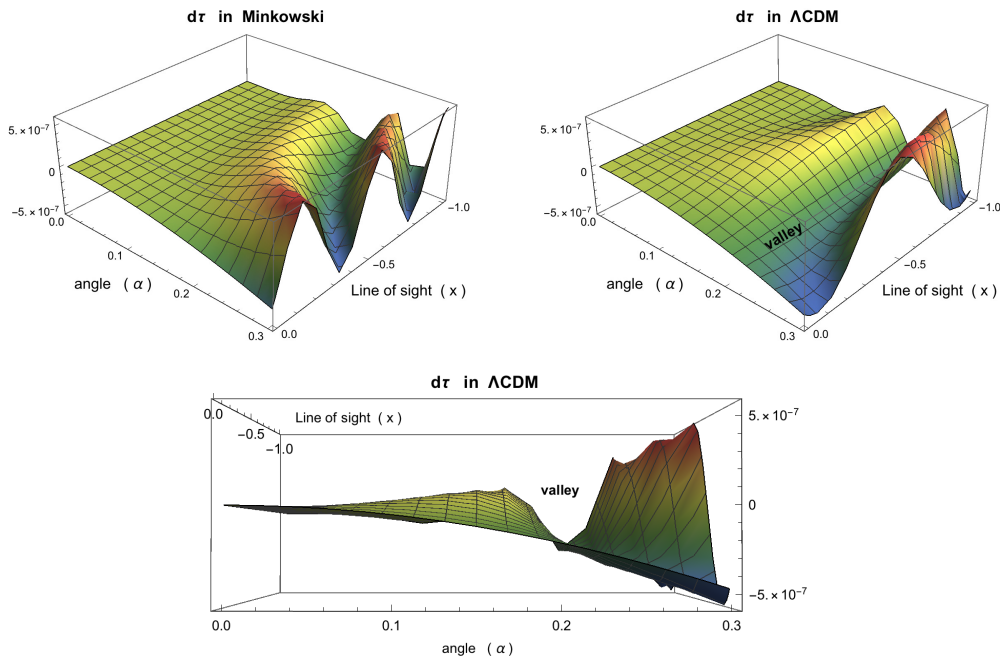 dτ in Minkowski
5.×10⁻⁷
0
−5.×10⁻⁷
0.0
0.1
0.2
0.3
angle (α)
0.0
−0.5
−1.0
Line of sight (x)
dτ in ΛCDM
5.×10⁻⁷
0
−5.×10⁻⁷
0.0
0.1
0.2
0.3
angle (α)
valley
0.0
−0.5
−1.0
Line of sight (x)
dτ in ΛCDM
0.0
−0.5
−1.0
Line of sight (x)
valley
5.×10⁻⁷
0
−5.×10⁻⁷
0.0
0.1
0.2
0.3
angle (α)